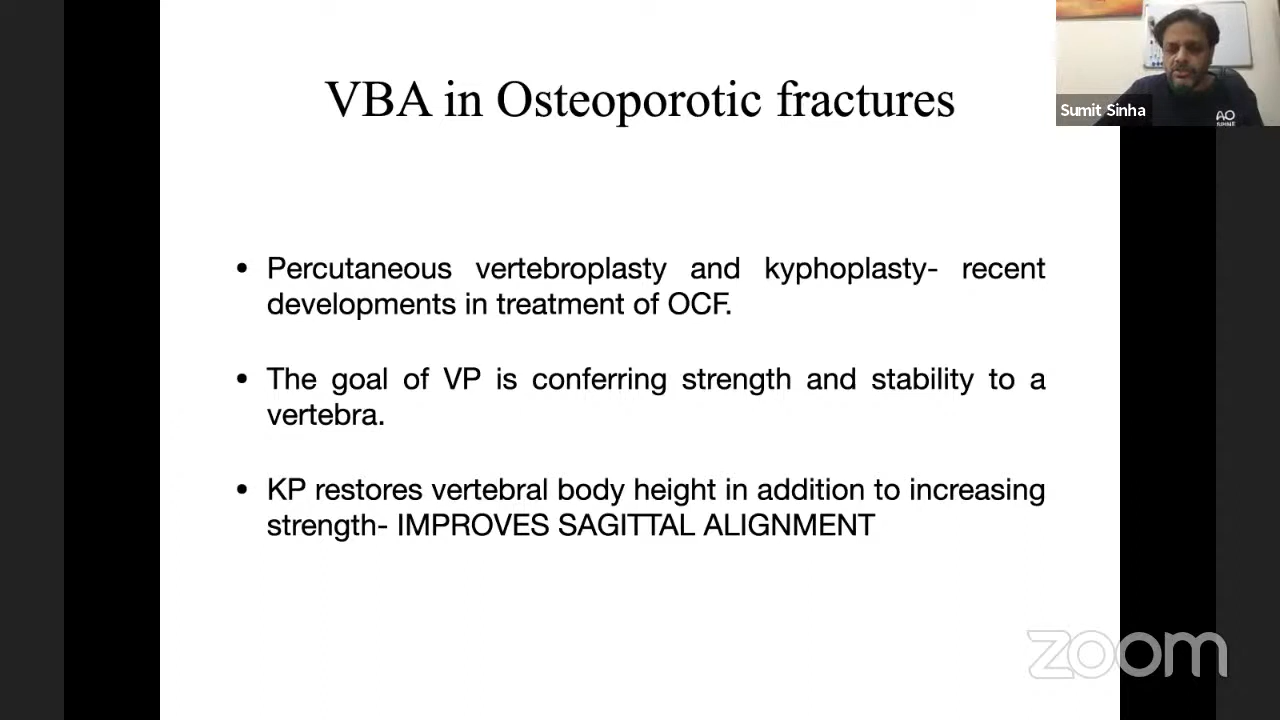 VBA in Osteoporotic fractures
Sumit Sinha
AO
• Percutaneous vertebroplasty and kyphoplasty- recent
developments in treatment of OCF.
• The goal of VP is conferring strength and stability to a
vertebra.
• KP restores vertebral body height in addition to increasing
strength- IMPROVES SAGITTAL ALIGNMENT
zoom